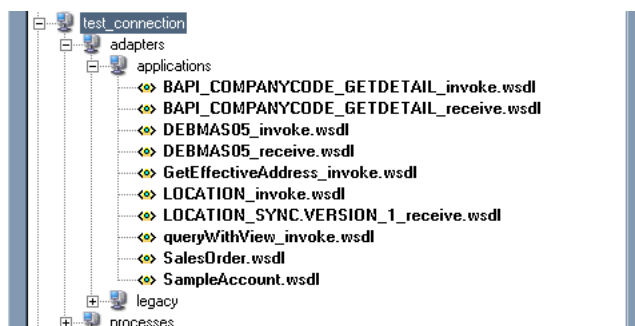 test_connection
adapters
applications
BAPI_COMPANYCODE_GETDETAIL_invoke.wsdl
BAPI_COMPANYCODE_GETDETAIL_receive.wsdl
DEBMAS05_invoke.wsdl
DEBMAS05_receive.wsdl
GetEffectiveAddress_invoke.wsdl
LOCATION_invoke.wsdl
LOCATION_SYNC.VERSION_1_receive.wsdl
queryWithView_invoke.wsdl
SalesOrder.wsdl
SampleAccount.wsdl
legacy
processes